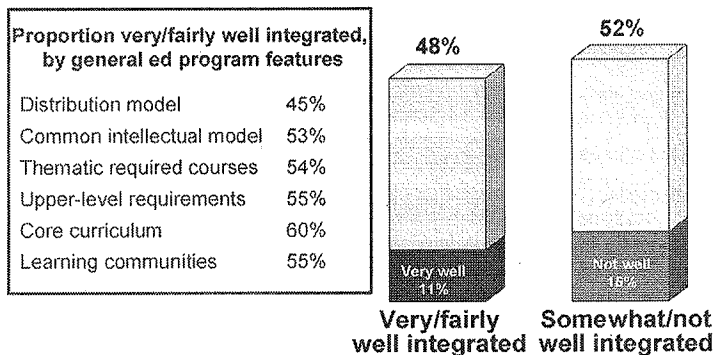 Proportion very/fairly well integrated,
by general ed program features
Distribution model 45%
Common intellectual model 53%
Thematic required courses 54%
Upper-level requirements 55%
Core curriculum 60%
Learning communities 55%
48%
Very well
11%
Very/fairly
well integrated
52%
Not well
Somewhat/not
well integrated